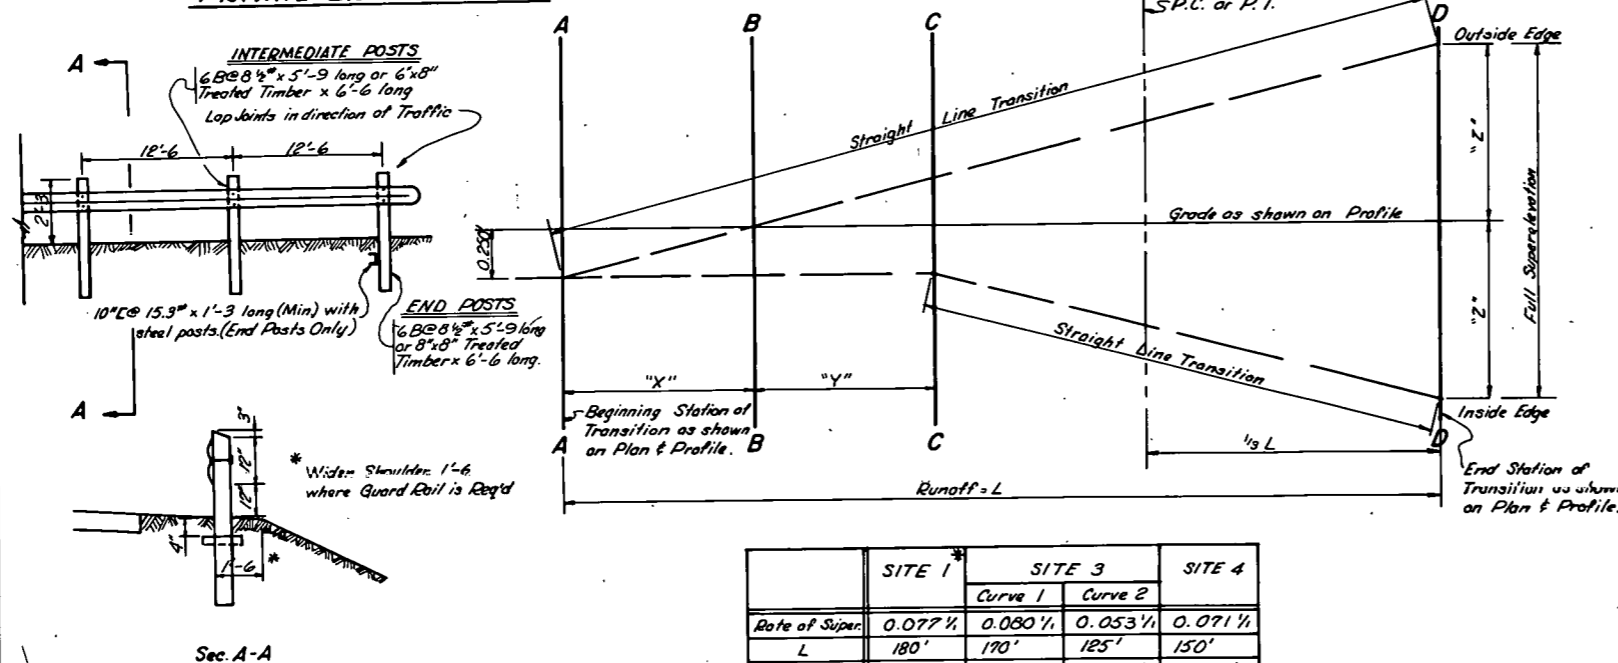 INTERMEDIATE POSTS
6B@8½# x 5'-9 long or 6"x8"
Treated Timber x 6'-6 long
Lap Joints in direction of Traffic
A
12'-6
12'-6
2'-3
10"[@ 15.3# x 1'-3 long (Min) with
steel posts. (End Posts Only)
END POSTS
6B@8½# x 5'-9 long
or 8"x8" Treated
Timber x 6'-6 long.
A
3"
12"
12"
4"
1'-6 *
* Widen Shoulder 1'-6
where Guard Rail is Req'd
Sec. A-A
P.C. or P.I.
A
B
C
D
Outside Edge
Straight Line Transition
Grade as shown on Profile
0.250'
"Z"
"Z"
Full Superelevation
Straight Line Transition
"X"
"Y"
Beginning Station of
Transition as shown
on Plan & Profile.
A
B
C
D
Inside Edge
⅓ L
Runoff = L
End Station of
Transition as shown
on Plan & Profile.
SITE 1* SITE 3 SITE 4
Curve 1 Curve 2
Rate of Super. 0.077'/1 0.080'/1 0.053'/1 0.071'/1
L 180' 170' 125' 150'